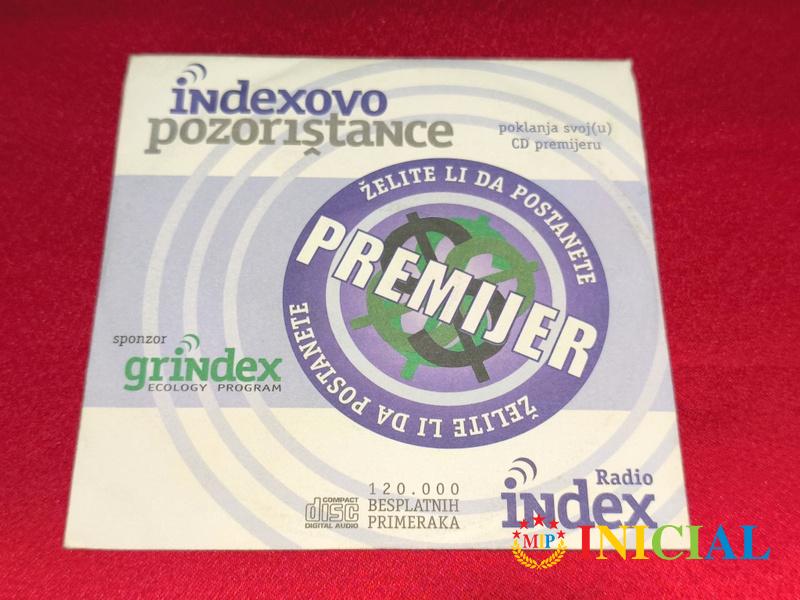 indexovo
pozorištance
poklanja svoj(u)
CD premijeru
ŽELITE LI DA POSTANETE
PREMIJER
ŽELITE LI DA POSTANETE
sponzor
grindex
ECOLOGY PROGRAM
COMPACT
disc
DIGITAL AUDIO
120.000
BESPLATNIH
PRIMERAKA
Radio
index
MIP
INICIAL